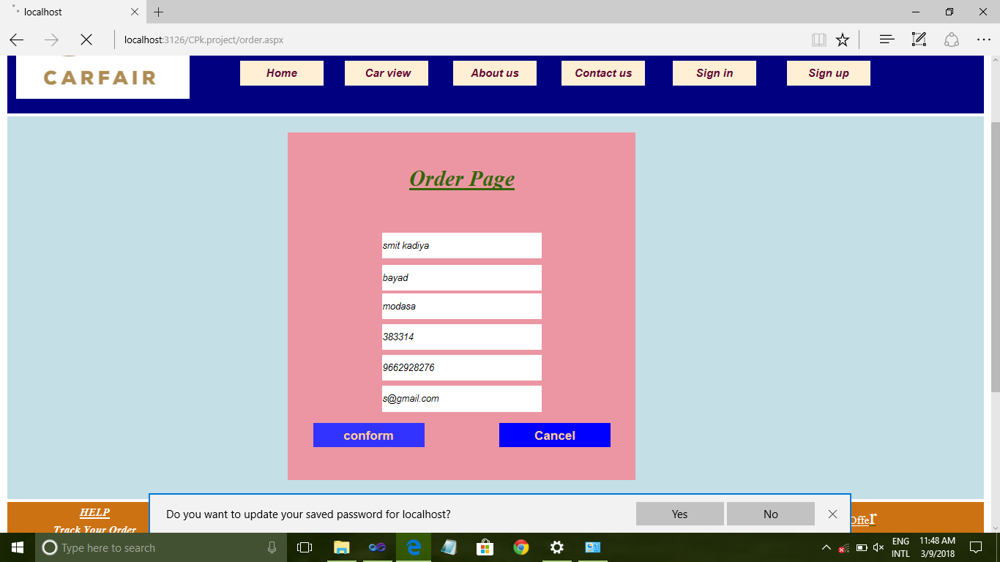 localhost
localhost:3126/CPk.project/order.aspx
CARFAIR
Home Car view About us Contact us Sign in Sign up
Order Page
smit kadiya
bayad
modasa
383314
9662928276
s@gmail.com
conform Cancel
Do you want to update your saved password for localhost? Yes No
HELP
Track Your Order
Offer
Type here to search
ENG 11:48 AM
INTL 3/9/2018